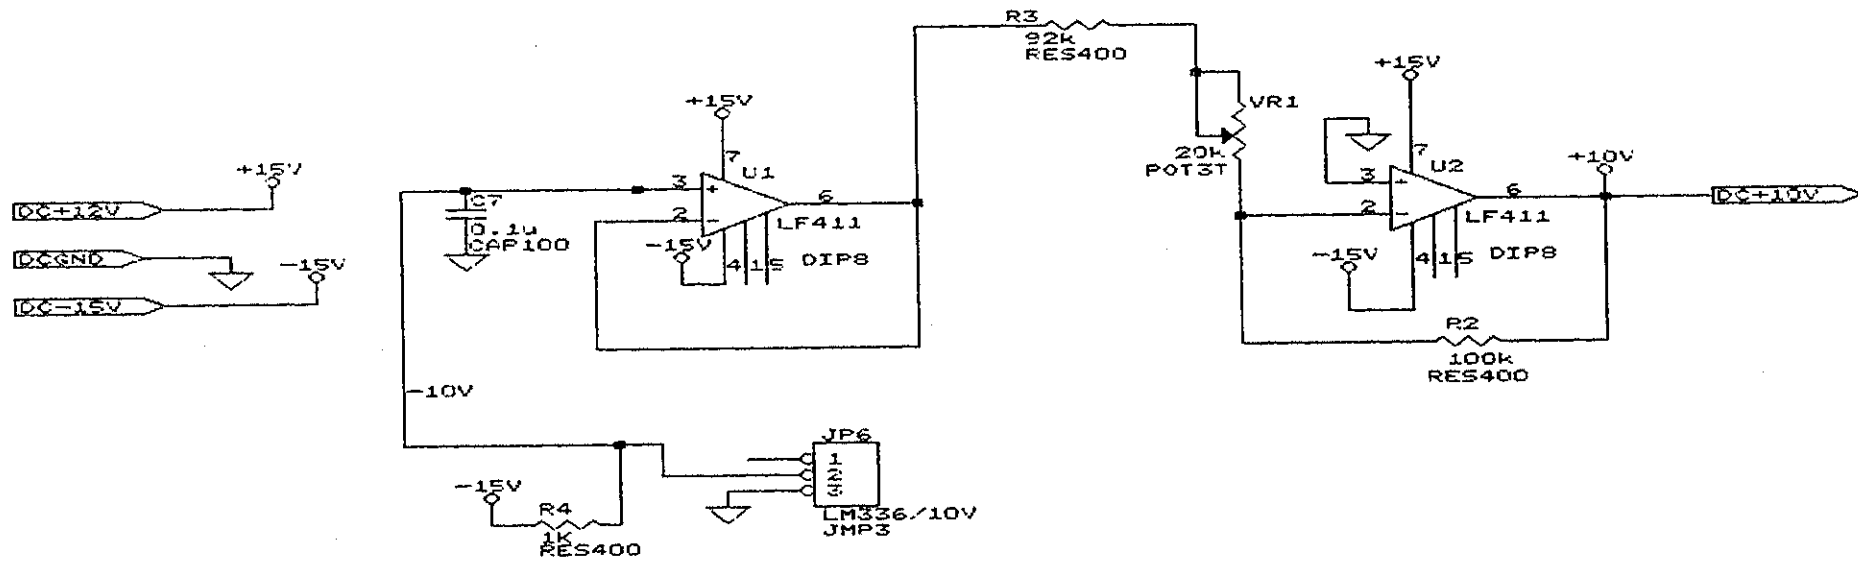 R3
92k
RES400
+15V
VR1
20k
POT3T
+15V
7
U1
3
+
2
-
6
LF411
-15V
4 1 5
DIP8
+15V
DC+12V
DCGND
-15V
DC-15V
C7
0.1u
CAP100
7
U2
3
+
2
-
6
LF411
-15V
4 1 5
DIP8
+10V
DC+10V
R2
100k
RES400
-10V
JP6
1
2
3
LM336/10V
JMP3
-15V
R4
1K
RES400